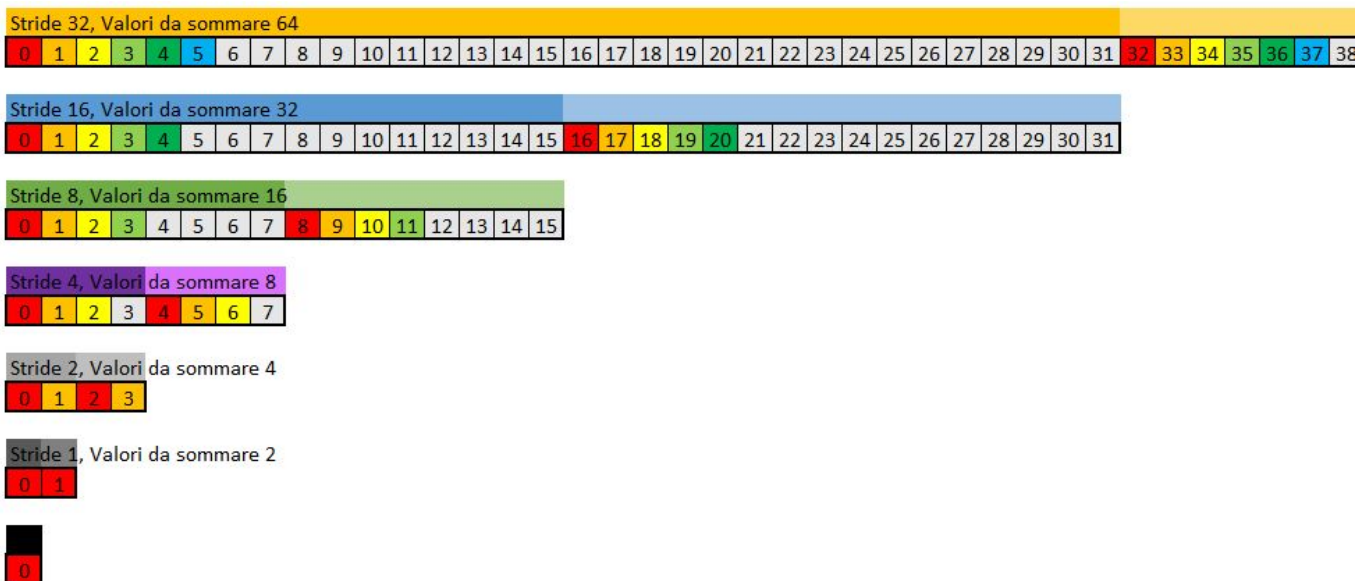 Stride 32, Valori da sommare 64
0 1 2 3 4 5 6 7 8 9 10 11 12 13 14 15 16 17 18 19 20 21 22 23 24 25 26 27 28 29 30 31 32 33 34 35 36 37 38
Stride 16, Valori da sommare 32
0 1 2 3 4 5 6 7 8 9 10 11 12 13 14 15 16 17 18 19 20 21 22 23 24 25 26 27 28 29 30 31
Stride 8, Valori da sommare 16
0 1 2 3 4 5 6 7 8 9 10 11 12 13 14 15
Stride 4, Valori da sommare 8
0 1 2 3 4 5 6 7
Stride 2, Valori da sommare 4
0 1 2 3
Stride 1, Valori da sommare 2
0 1
0